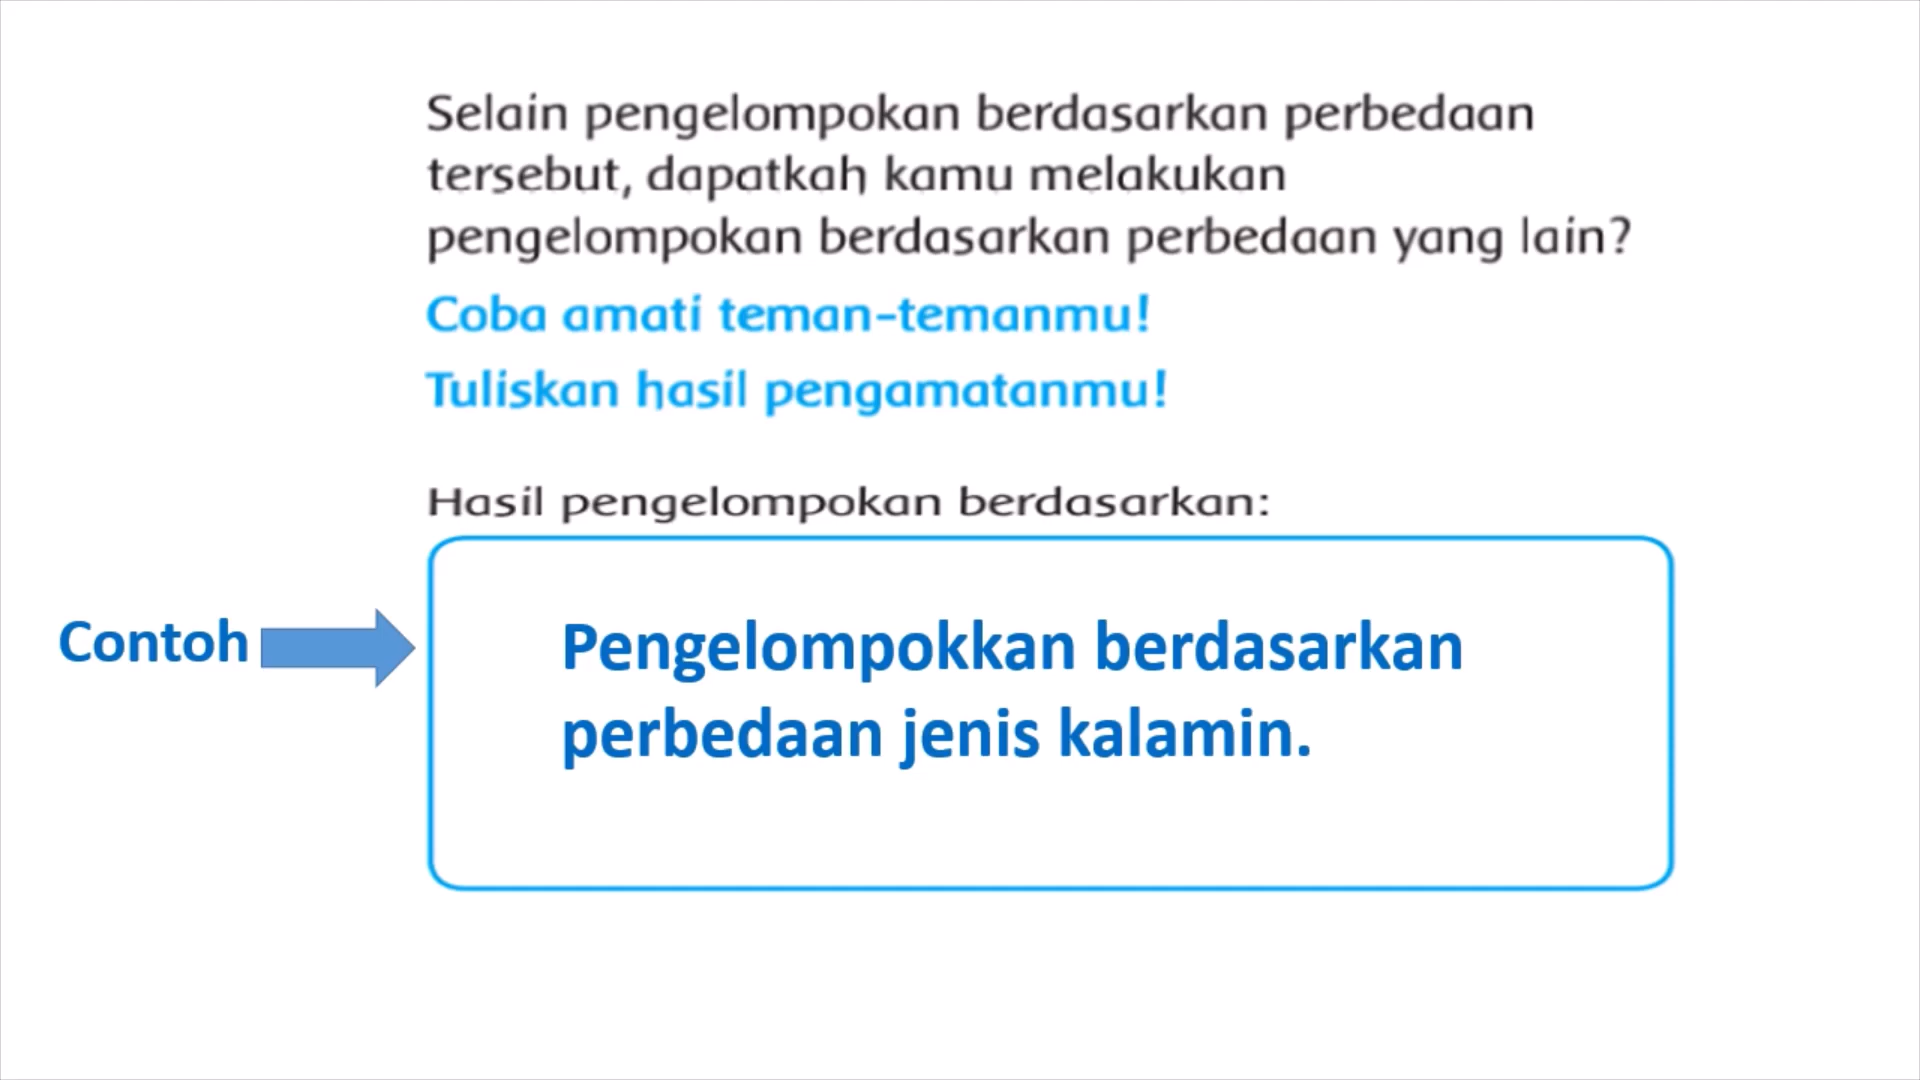 Selain pengelompokan berdasarkan perbedaan
tersebut, dapatkah kamu melakukan
pengelompokan berdasarkan perbedaan yang lain?
Coba amati teman-temanmu!
Tuliskan hasil pengamatanmu!
Hasil pengelompokan berdasarkan:
Contoh
Pengelompokkan berdasarkan
perbedaan jenis kalamin.